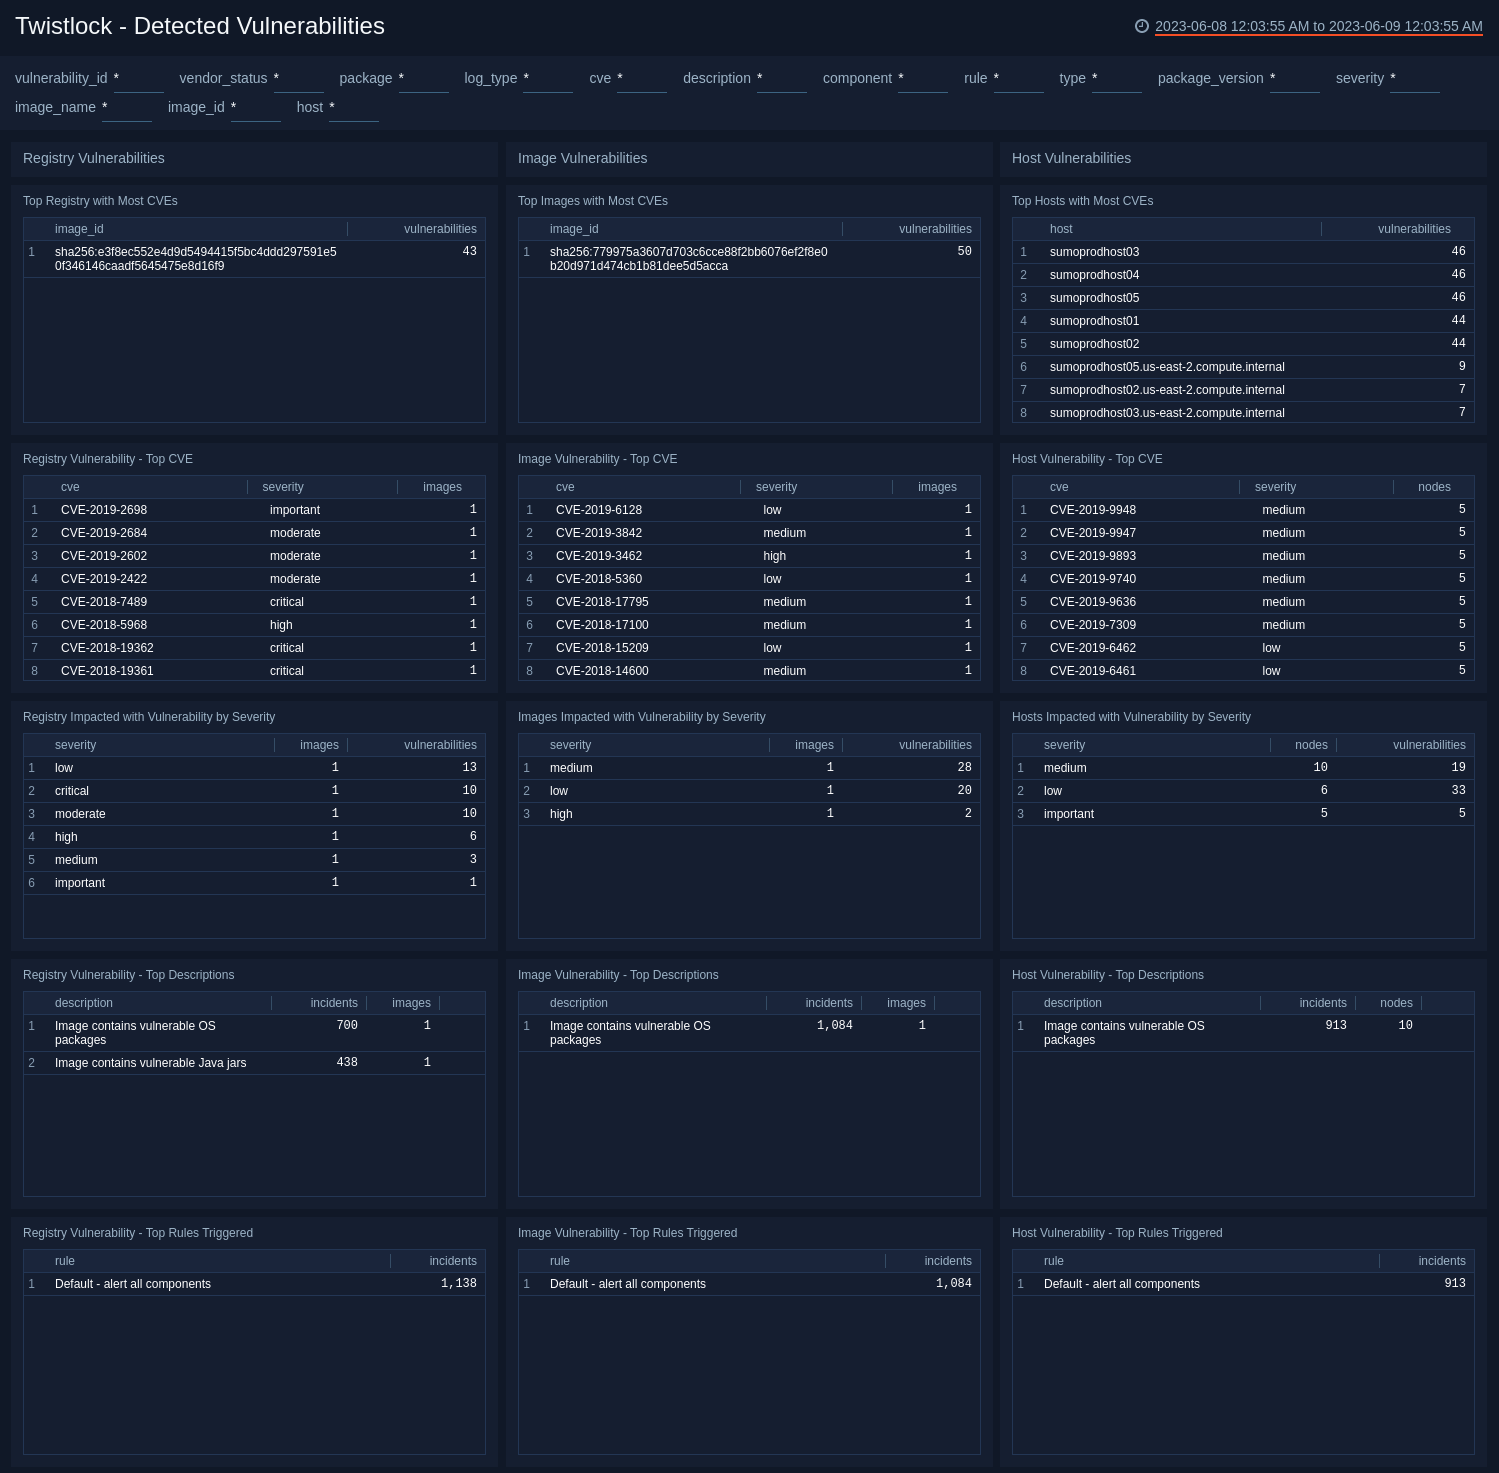 Twistlock - Detected Vulnerabilities
2023-06-08 12:03:55 AM to 2023-06-09 12:03:55 AM
vulnerability_id * vendor_status * package * log_type * cve * description * component * rule * type * package_version * severity *
image_name * image_id * host *
Registry Vulnerabilities
Image Vulnerabilities
Host Vulnerabilities
Top Registry with Most CVEs
image_id vulnerabilities
1 sha256:e3f8ec552e4d9d5494415f5bc4ddd297591e5 43
0f346146caadf5645475e8d16f9
Top Images with Most CVEs
image_id vulnerabilities
1 sha256:779975a3607d703c6cce88f2bb6076ef2f8e0 50
b20d971d474cb1b81dee5d5acca
Top Hosts with Most CVEs
host vulnerabilities
1 sumoprodhost03 46
2 sumoprodhost04 46
3 sumoprodhost05 46
4 sumoprodhost01 44
5 sumoprodhost02 44
6 sumoprodhost05.us-east-2.compute.internal 9
7 sumoprodhost02.us-east-2.compute.internal 7
8 sumoprodhost03.us-east-2.compute.internal 7
Registry Vulnerability - Top CVE
cve severity images
1 CVE-2019-2698 important 1
2 CVE-2019-2684 moderate 1
3 CVE-2019-2602 moderate 1
4 CVE-2019-2422 moderate 1
5 CVE-2018-7489 critical 1
6 CVE-2018-5968 high 1
7 CVE-2018-19362 critical 1
8 CVE-2018-19361 critical 1
Image Vulnerability - Top CVE
cve severity images
1 CVE-2019-6128 low 1
2 CVE-2019-3842 medium 1
3 CVE-2019-3462 high 1
4 CVE-2018-5360 low 1
5 CVE-2018-17795 medium 1
6 CVE-2018-17100 medium 1
7 CVE-2018-15209 low 1
8 CVE-2018-14600 medium 1
Host Vulnerability - Top CVE
cve severity nodes
1 CVE-2019-9948 medium 5
2 CVE-2019-9947 medium 5
3 CVE-2019-9893 medium 5
4 CVE-2019-9740 medium 5
5 CVE-2019-9636 medium 5
6 CVE-2019-7309 medium 5
7 CVE-2019-6462 low 5
8 CVE-2019-6461 low 5
Registry Impacted with Vulnerability by Severity
severity images vulnerabilities
1 low 1 13
2 critical 1 10
3 moderate 1 10
4 high 1 6
5 medium 1 3
6 important 1 1
Images Impacted with Vulnerability by Severity
severity images vulnerabilities
1 medium 1 28
2 low 1 20
3 high 1 2
Hosts Impacted with Vulnerability by Severity
severity nodes vulnerabilities
1 medium 10 19
2 low 6 33
3 important 5 5
Registry Vulnerability - Top Descriptions
description incidents images
1 Image contains vulnerable OS 700 1
packages
2 Image contains vulnerable Java jars 438 1
Image Vulnerability - Top Descriptions
description incidents images
1 Image contains vulnerable OS 1,084 1
packages
Host Vulnerability - Top Descriptions
description incidents nodes
1 Image contains vulnerable OS 913 10
packages
Registry Vulnerability - Top Rules Triggered
rule incidents
1 Default - alert all components 1,138
Image Vulnerability - Top Rules Triggered
rule incidents
1 Default - alert all components 1,084
Host Vulnerability - Top Rules Triggered
rule incidents
1 Default - alert all components 913